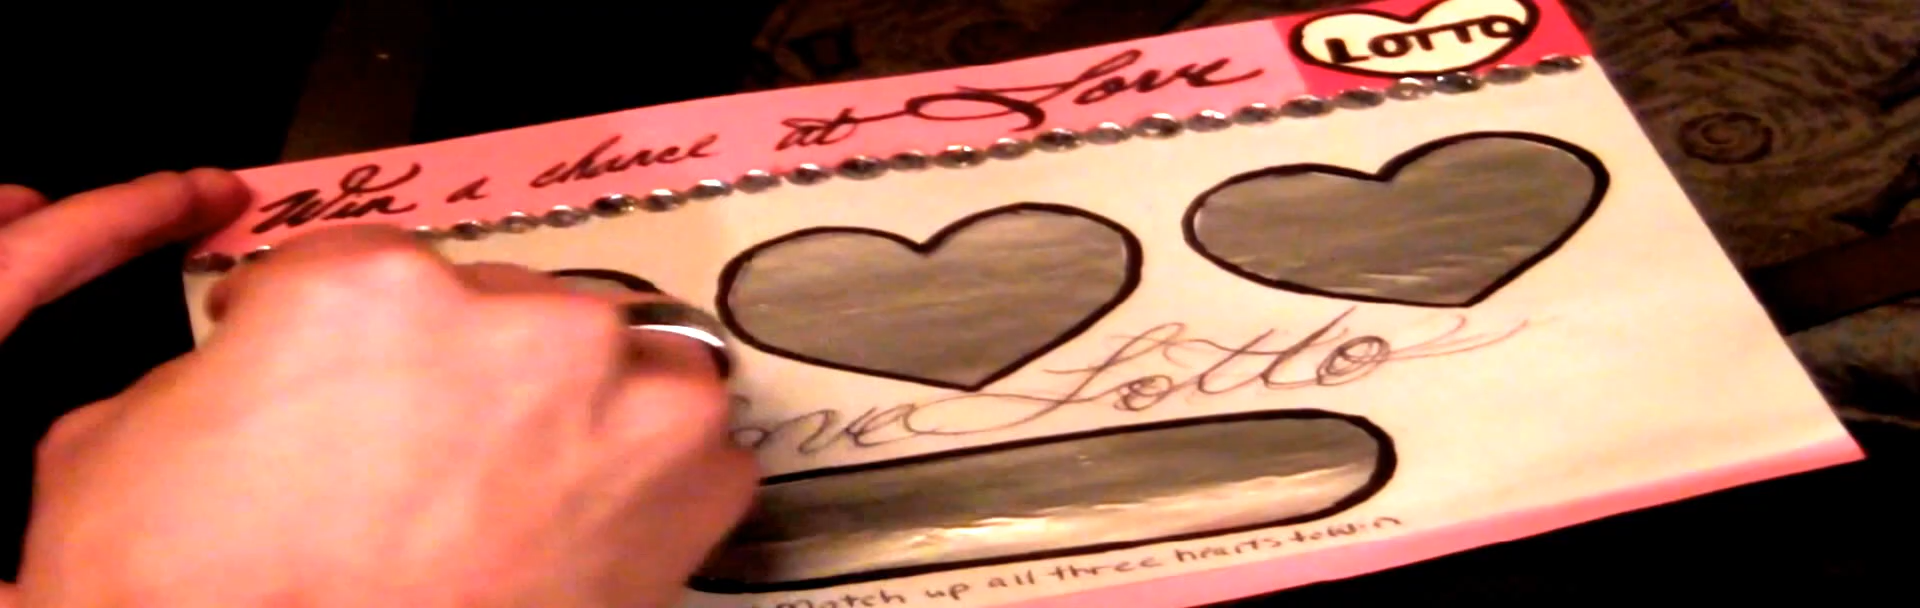 Win a chance at Love
LOTTO
Love Lotto
Match up all three hearts to win